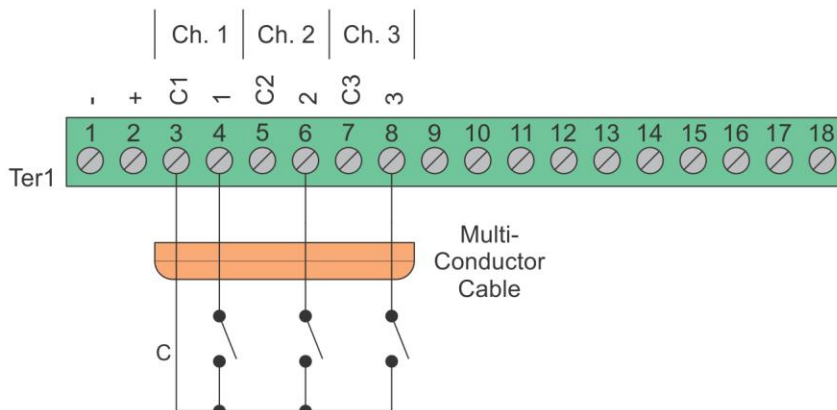 Ch. 1 Ch. 2 Ch. 3
- + C1 1 C2 2 C3 3
1 2 3 4 5 6 7 8 9 10 11 12 13 14 15 16 17 18
Ter1
Multi-
Conductor
Cable
C